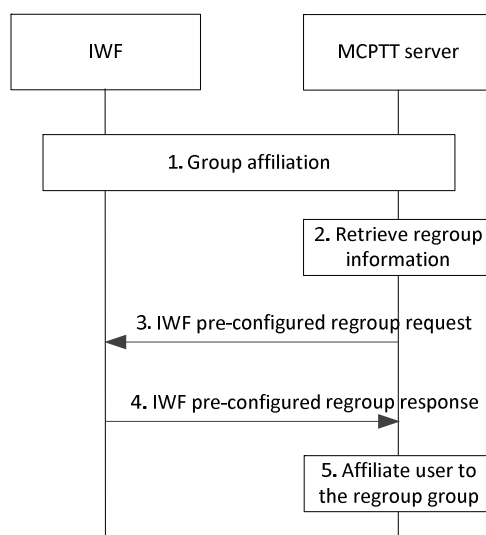 IWF
MCPTT server
1. Group affiliation
2. Retrieve regroup
information
3. IWF pre-configured regroup request
4. IWF pre-configured regroup response
5. Affiliate user to
the regroup group